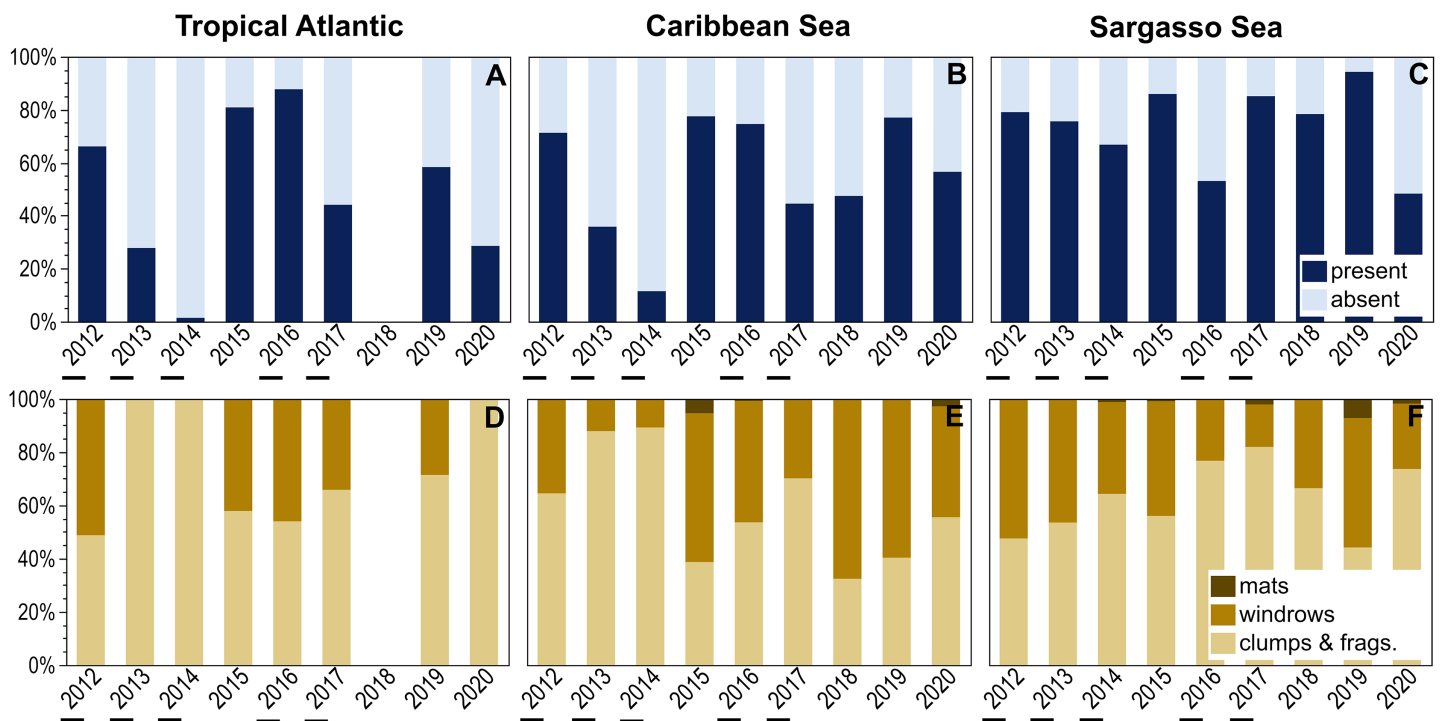 Tropical Atlantic Caribbean Sea Sargasso Sea
100% A B C
80%
60%
40%
20% present
absent
0%
2012 2013 2014 2015 2016 2017 2018 2019 2020 2012 2013 2014 2015 2016 2017 2018 2019 2020 2012 2013 2014 2015 2016 2017 2018 2019 2020
100% D E F
80%
60%
40%
mats
20% windrows
clumps & frags.
0%
2012 2013 2014 2015 2016 2017 2018 2019 2020 2012 2013 2014 2015 2016 2017 2018 2019 2020 2012 2013 2014 2015 2016 2017 2018 2019 2020